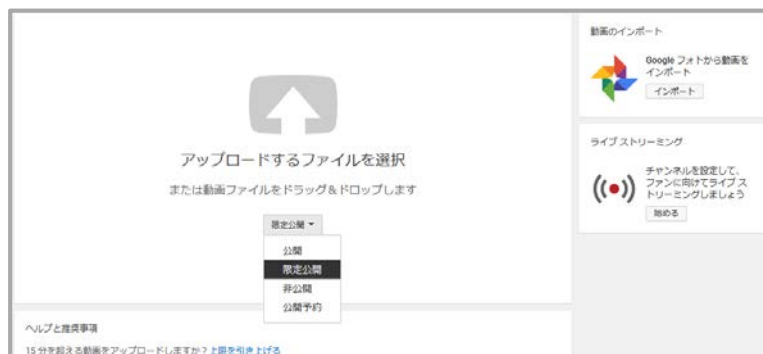 アップロードするファイルを選択
または動画ファイルをドラッグ＆ドロップします
限定公開
公開
限定公開
非公開
公開予約
動画のインポート
Google フォトから動画を
インポート
インポート
ライブ ストリーミング
チャンネルを設定して、
ファンに向けてライブ ス
トリーミングしましょう
始める
ヘルプと推奨事項
15 分を超える動画をアップロードしますか？上限を引き上げる